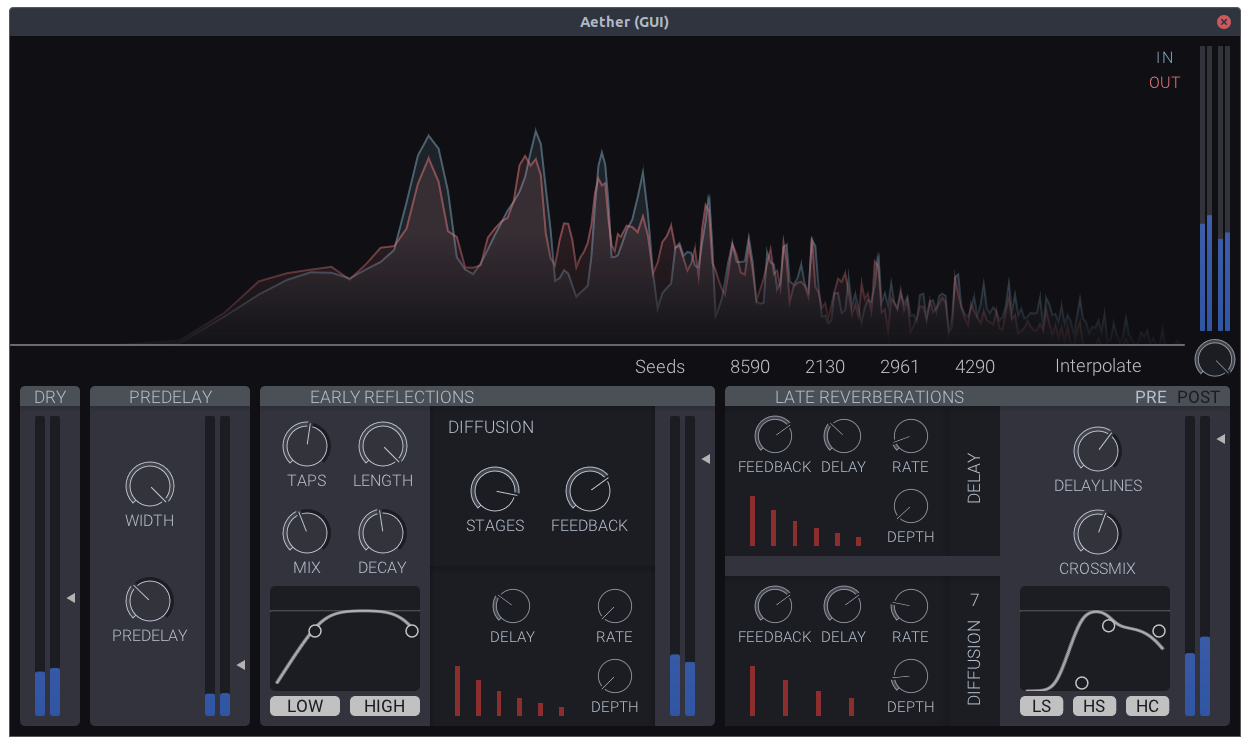 Aether (GUI)
IN
OUT
Seeds 8590 2130 2961 4290 Interpolate
DRY
PREDELAY
WIDTH
PREDELAY
EARLY REFLECTIONS
TAPS LENGTH
MIX DECAY
LOW HIGH
DIFFUSION
STAGES FEEDBACK
DELAY RATE
DEPTH
LATE REVERBERATIONS PRE POST
FEEDBACK DELAY RATE
DEPTH
DELAY
FEEDBACK DELAY RATE
DEPTH
DIFFUSION 7
DELAYLINES
CROSSMIX
LS HS HC